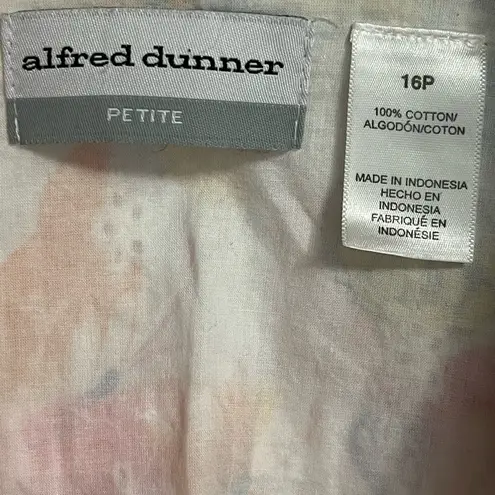 alfred dunner
PETITE
16P
100% COTTON/
ALGODÓN/COTON
MADE IN INDONESIA
HECHO EN
INDONESIA
FABRIQUÉ EN
INDONÉSIE